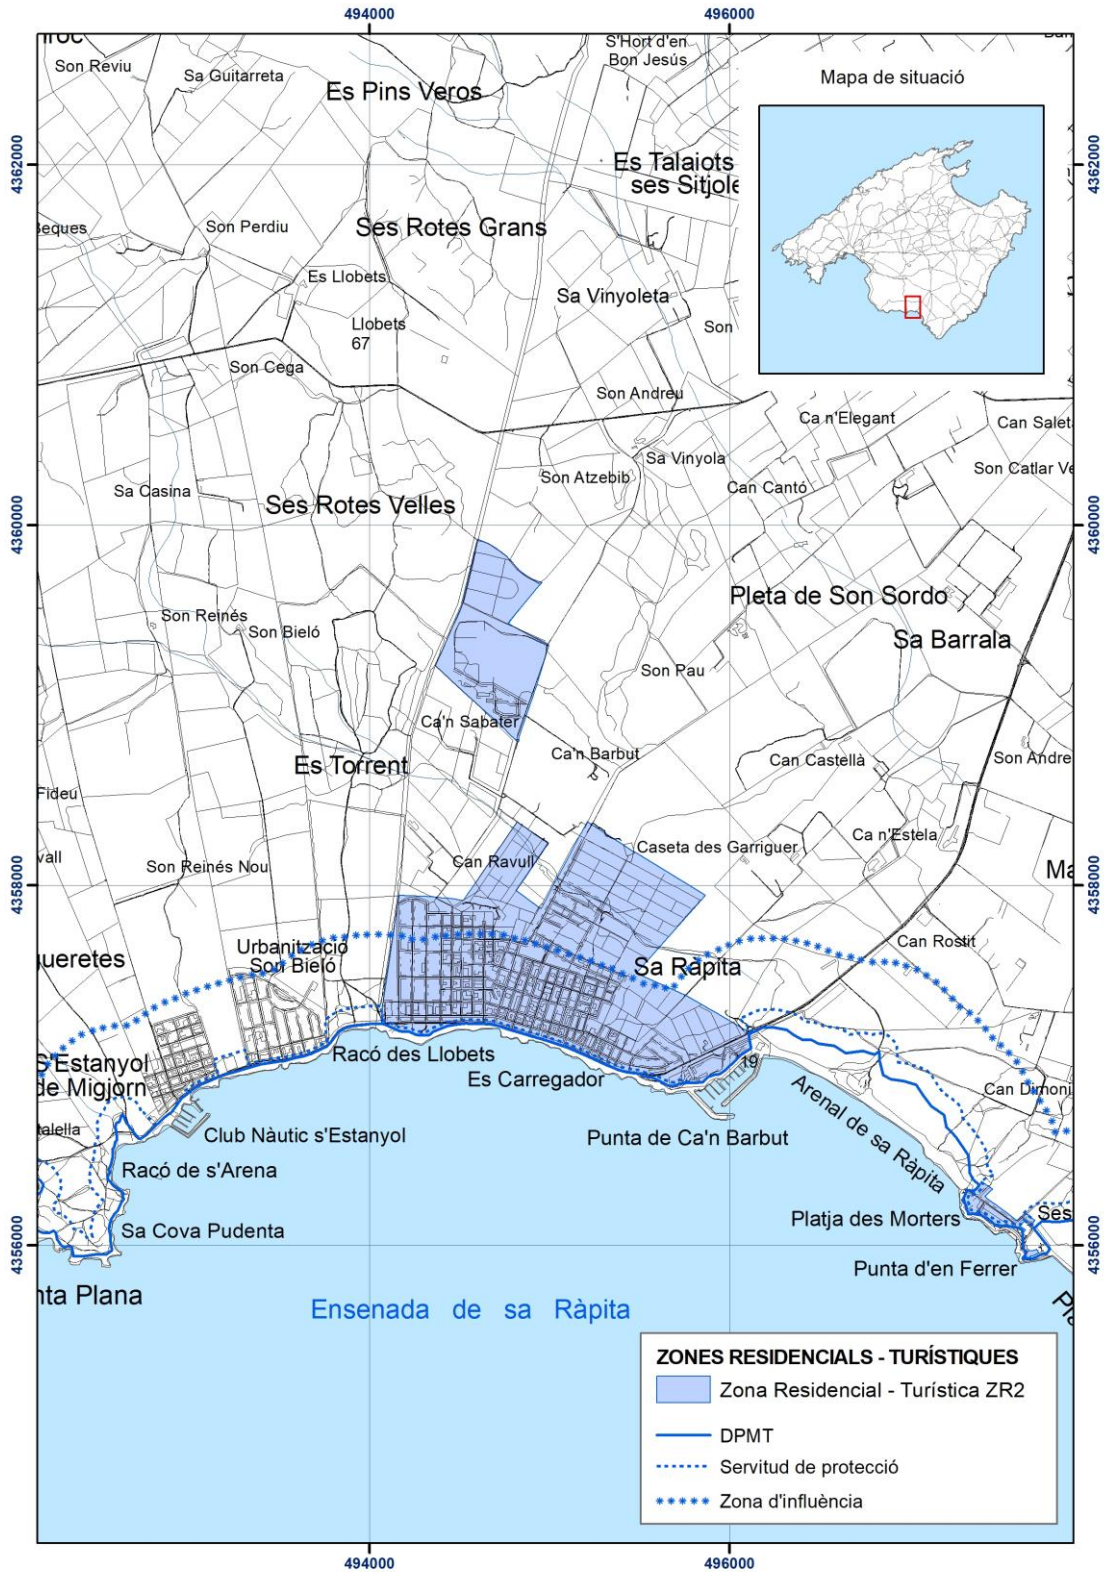 494000
496000
S'Hort d'en
Bon Jesús
Son Reviu
Sa Guitarreta
Es Pins Veros
Mapa de situació
4362000
4362000
Es Talaiots
ses Sitjole
Beques
Son Perdiu
Ses Rotes Grans
Es Llobets
Sa Vinyoleta
Llobets
67
Son
Son Cega
Son Andreu
Ca n'Elegant
Can Salet
Sa Vinyola
Son Atzebib
Can Cantó
Son Catlar Ve
Sa Casina
Ses Rotes Velles
4360000
4360000
Pleta de Son Sordo
Son Reinés
Son Bieló
Sa Barrala
Son Pau
Ca'n Sabater
Es Torrent
Ca'n Barbut
Can Castellà
Son Andre
Fideu
Ca n'Estela
vall
Son Reinés Nou
Can Ravull
Caseta des Garriguer
Ma
4358000
4358000
Can Rostit
ueretes
Urbanització
Son Bieló
Sa Ràpita
S'Estanyol
de Migjorn
Racó des Llobets
19
Es Carregador
Can Dimoni
talella
Club Nàutic s'Estanyol
Punta de Ca'n Barbut
Arenal de sa Ràpita
Racó de s'Arena
Sa Cova Pudenta
Platja des Morters
Ses
4356000
4356000
Punta d'en Ferrer
nta Plana
Ensenada de sa Ràpita
ZONES RESIDENCIALS - TURÍSTIQUES
Zona Residencial - Turística ZR2
DPMT
Servitud de protecció
Zona d'influència
494000
496000